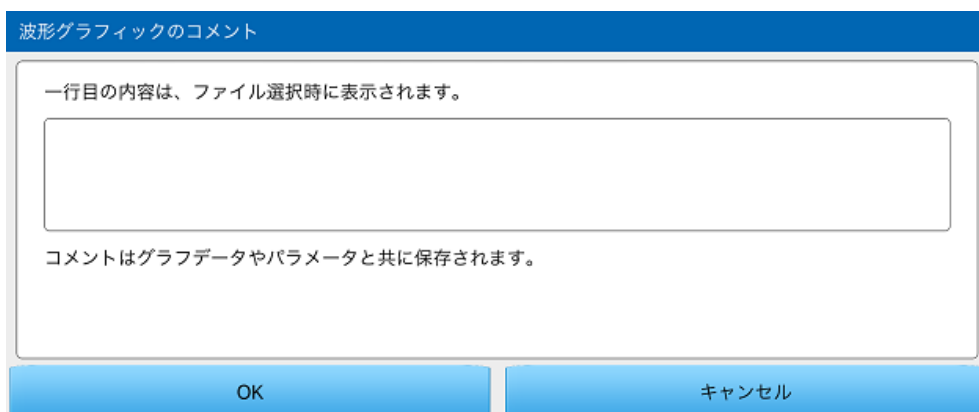 波形グラフィックのコメント
一行目の内容は、ファイル選択時に表示されます。
コメントはグラフデータやパラメータと共に保存されます。
OK
キャンセル